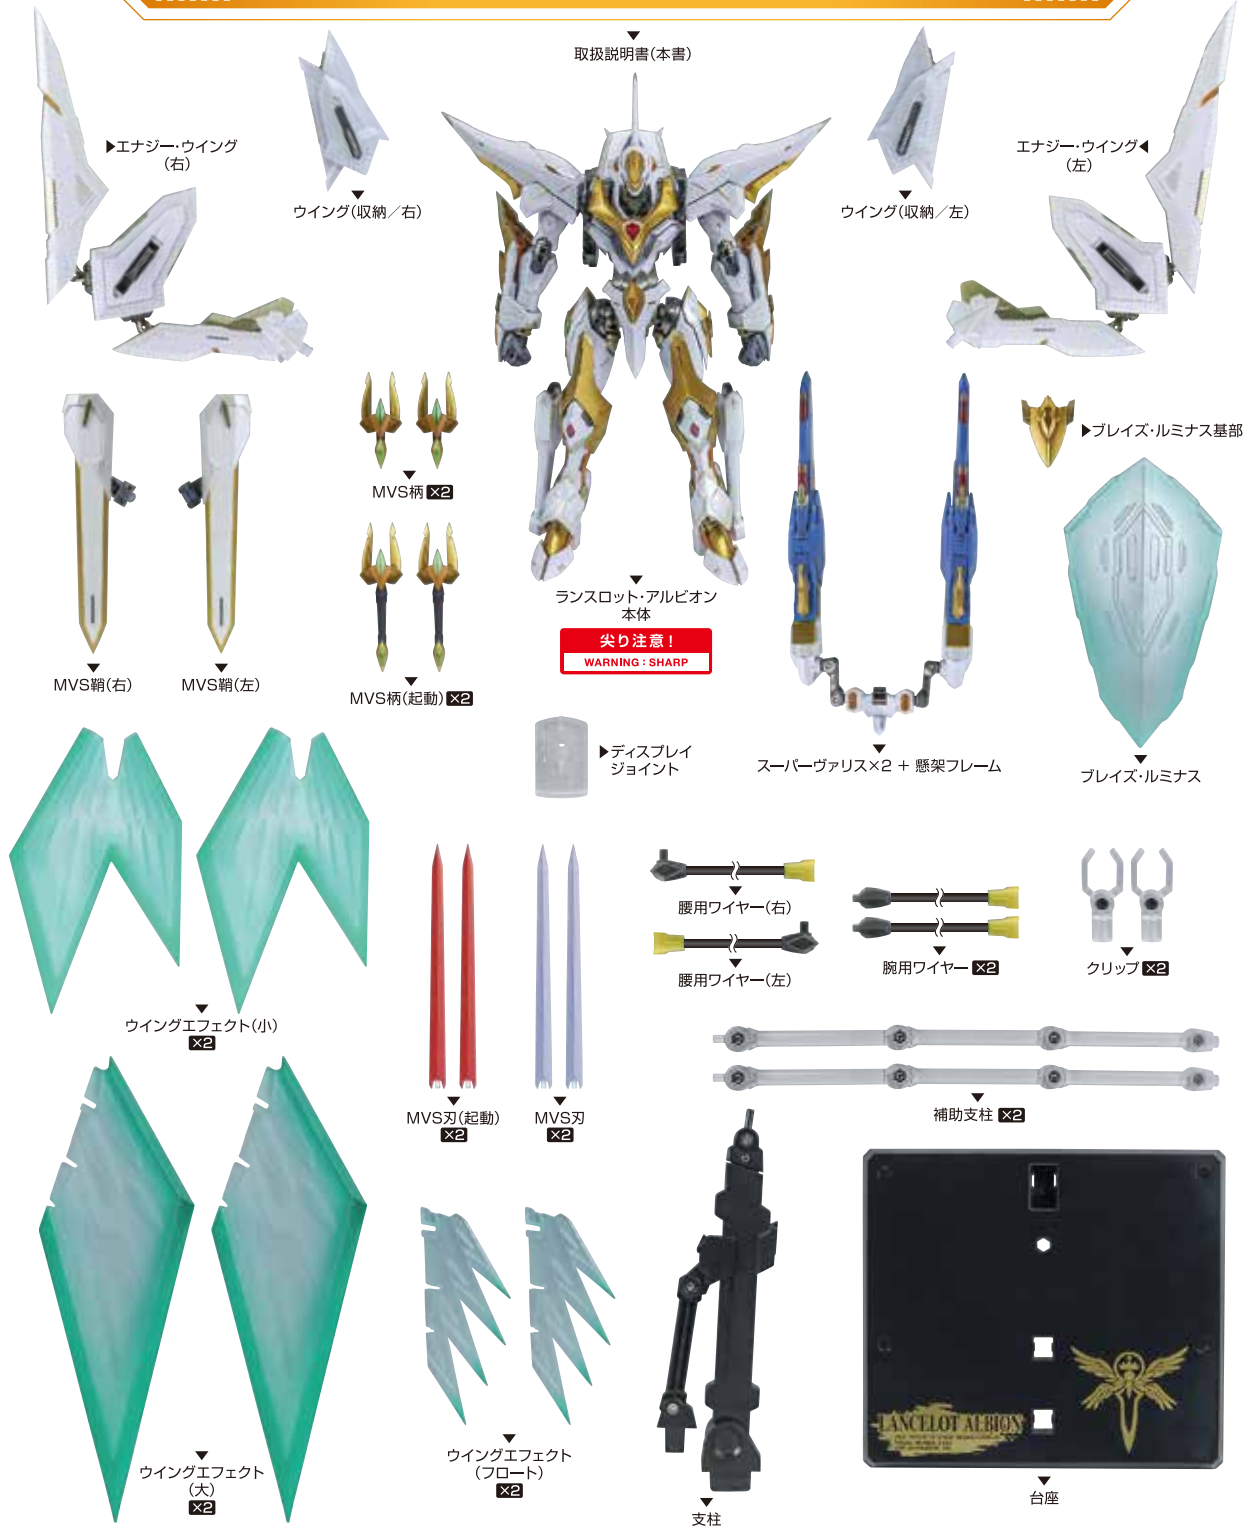 取扱説明書(本書)
▶エナジー・ウイング
(右)
エナジー・ウイング◀
(左)
ウイング(収納／右)
ウイング(収納／左)
MVS柄 ×2
▶ブレイズ・ルミナス基部
ランスロット・アルビオン
本体
尖り注意！
WARNING : SHARP
MVS鞘(右)
MVS鞘(左)
MVS柄(起動) ×2
▶ディスプレイ
ジョイント
スーパーヴァリス×2 + 懸架フレーム
ブレイズ・ルミナス
腰用ワイヤー(右)
腰用ワイヤー(左)
腕用ワイヤー ×2
クリップ ×2
ウイングエフェクト(小)
×2
MVS刃(起動)
×2
MVS刃
×2
補助支柱 ×2
LANCELOT ALBION
ウイングエフェクト
(大)
×2
ウイングエフェクト
(フロート)
×2
支柱
台座